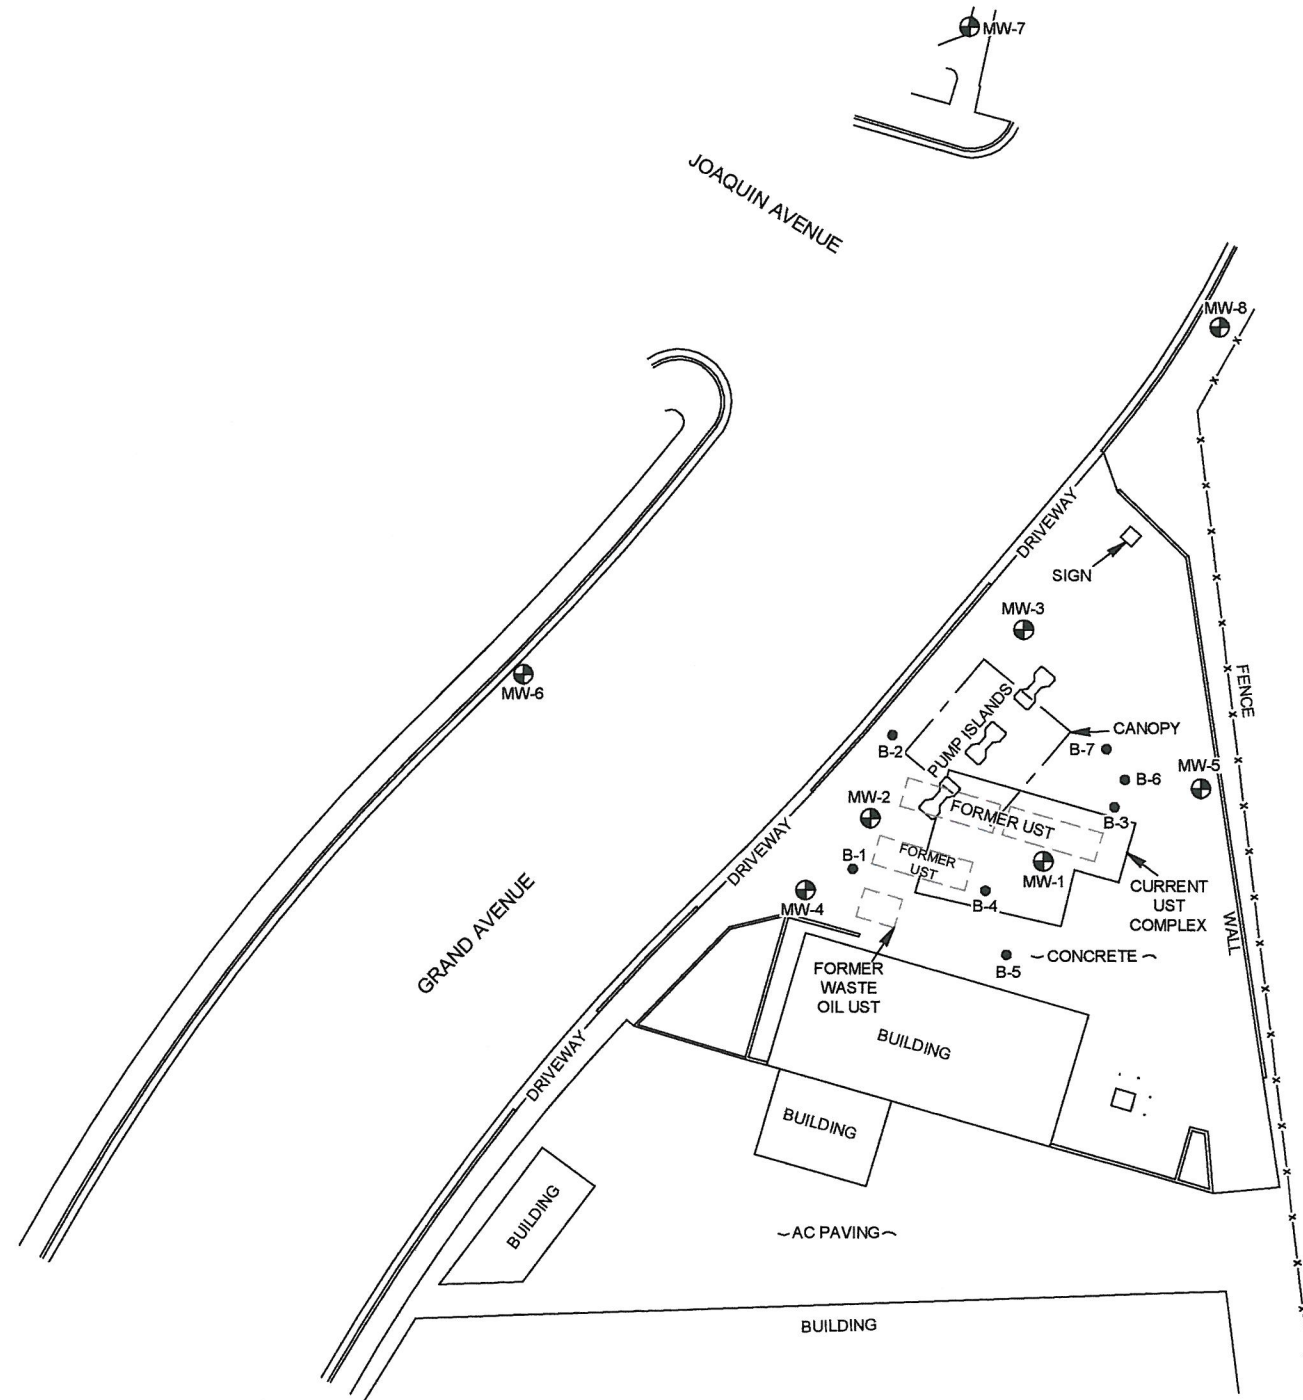 MW-7
JOAQUIN AVENUE
MW-8
DRIVEWAY
SIGN
MW-3
MW-6
FENCE
PUMP ISLANDS
CANOPY
B-2
B-7
B-6
MW-5
MW-2
FORMER UST
B-3
B-1
FORMER
UST
MW-1
DRIVEWAY
MW-4
B-4
CURRENT
UST
COMPLEX
GRAND AVENUE
WALL
B-5
CONCRETE
FORMER
WASTE
OIL UST
BUILDING
DRIVEWAY
BUILDING
BUILDING
AC PAVING
BUILDING